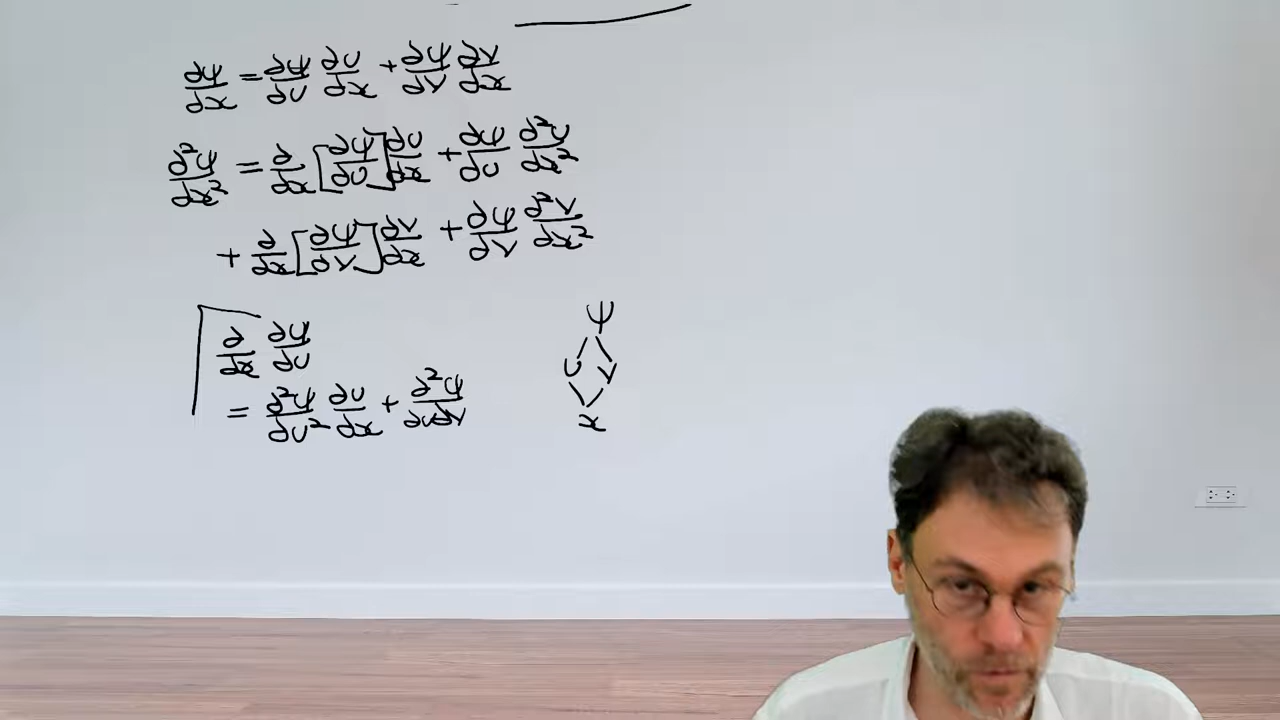 ∂ψ/∂x = ∂ψ/∂u ∂u/∂x + ∂ψ/∂v ∂v/∂x
∂²ψ/∂x² = ∂/∂x [∂ψ/∂u] ∂u/∂x + ∂ψ/∂u ∂²u/∂x²
+ ∂/∂x [∂ψ/∂v] ∂v/∂x + ∂ψ/∂v ∂²v/∂x²
∂/∂x ∂ψ/∂u
= ∂²ψ/∂u² ∂u/∂x + ∂²ψ/∂u∂v
ψ
u v
x